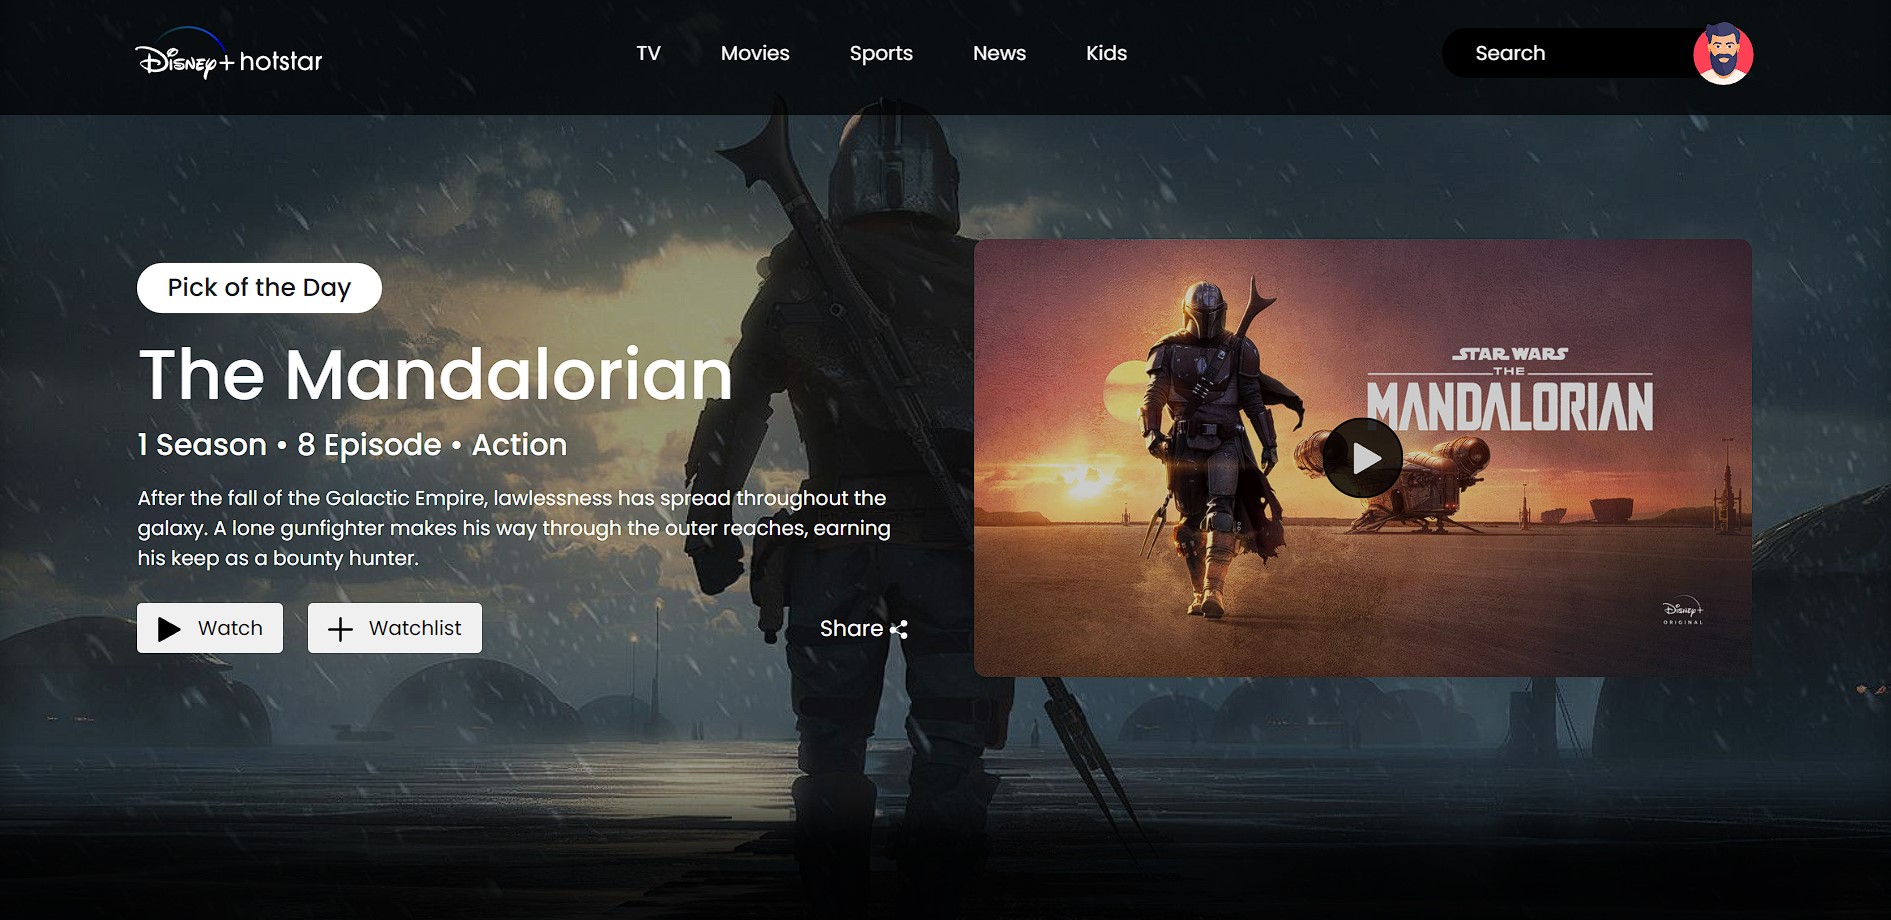 Disney+ hotstar
TV
Movies
Sports
News
Kids
Search
Pick of the Day
The Mandalorian
1 Season • 8 Episode • Action
After the fall of the Galactic Empire, lawlessness has spread throughout the
galaxy. A lone gunfighter makes his way through the outer reaches, earning
his keep as a bounty hunter.
Watch
Watchlist
Share
STAR WARS
THE
MANDALORIAN
Disney+
ORIGINAL